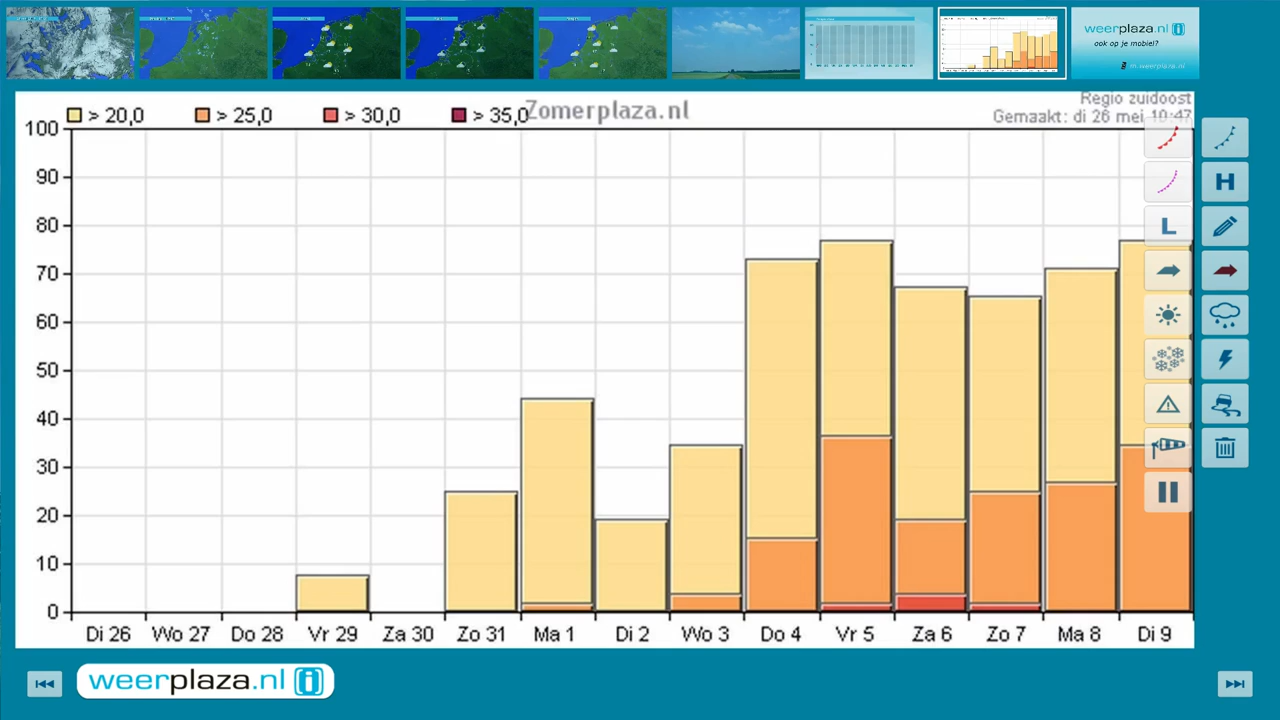 weerplaza.nl i
ook op je mobiel?
m.weerplaza.nl
> 20,0 > 25,0 > 30,0 > 35,0
Zomerplaza.nl
Regio zuidoost
Gemaakt: di 26 mei 10:47
100
90
80
70
60
50
40
30
20
10
0
Di 26 Wo 27 Do 28 Vr 29 Za 30 Zo 31 Ma 1 Di 2 Wo 3 Do 4 Vr 5 Za 6 Zo 7 Ma 8 Di 9
H
L
weerplaza.nl i